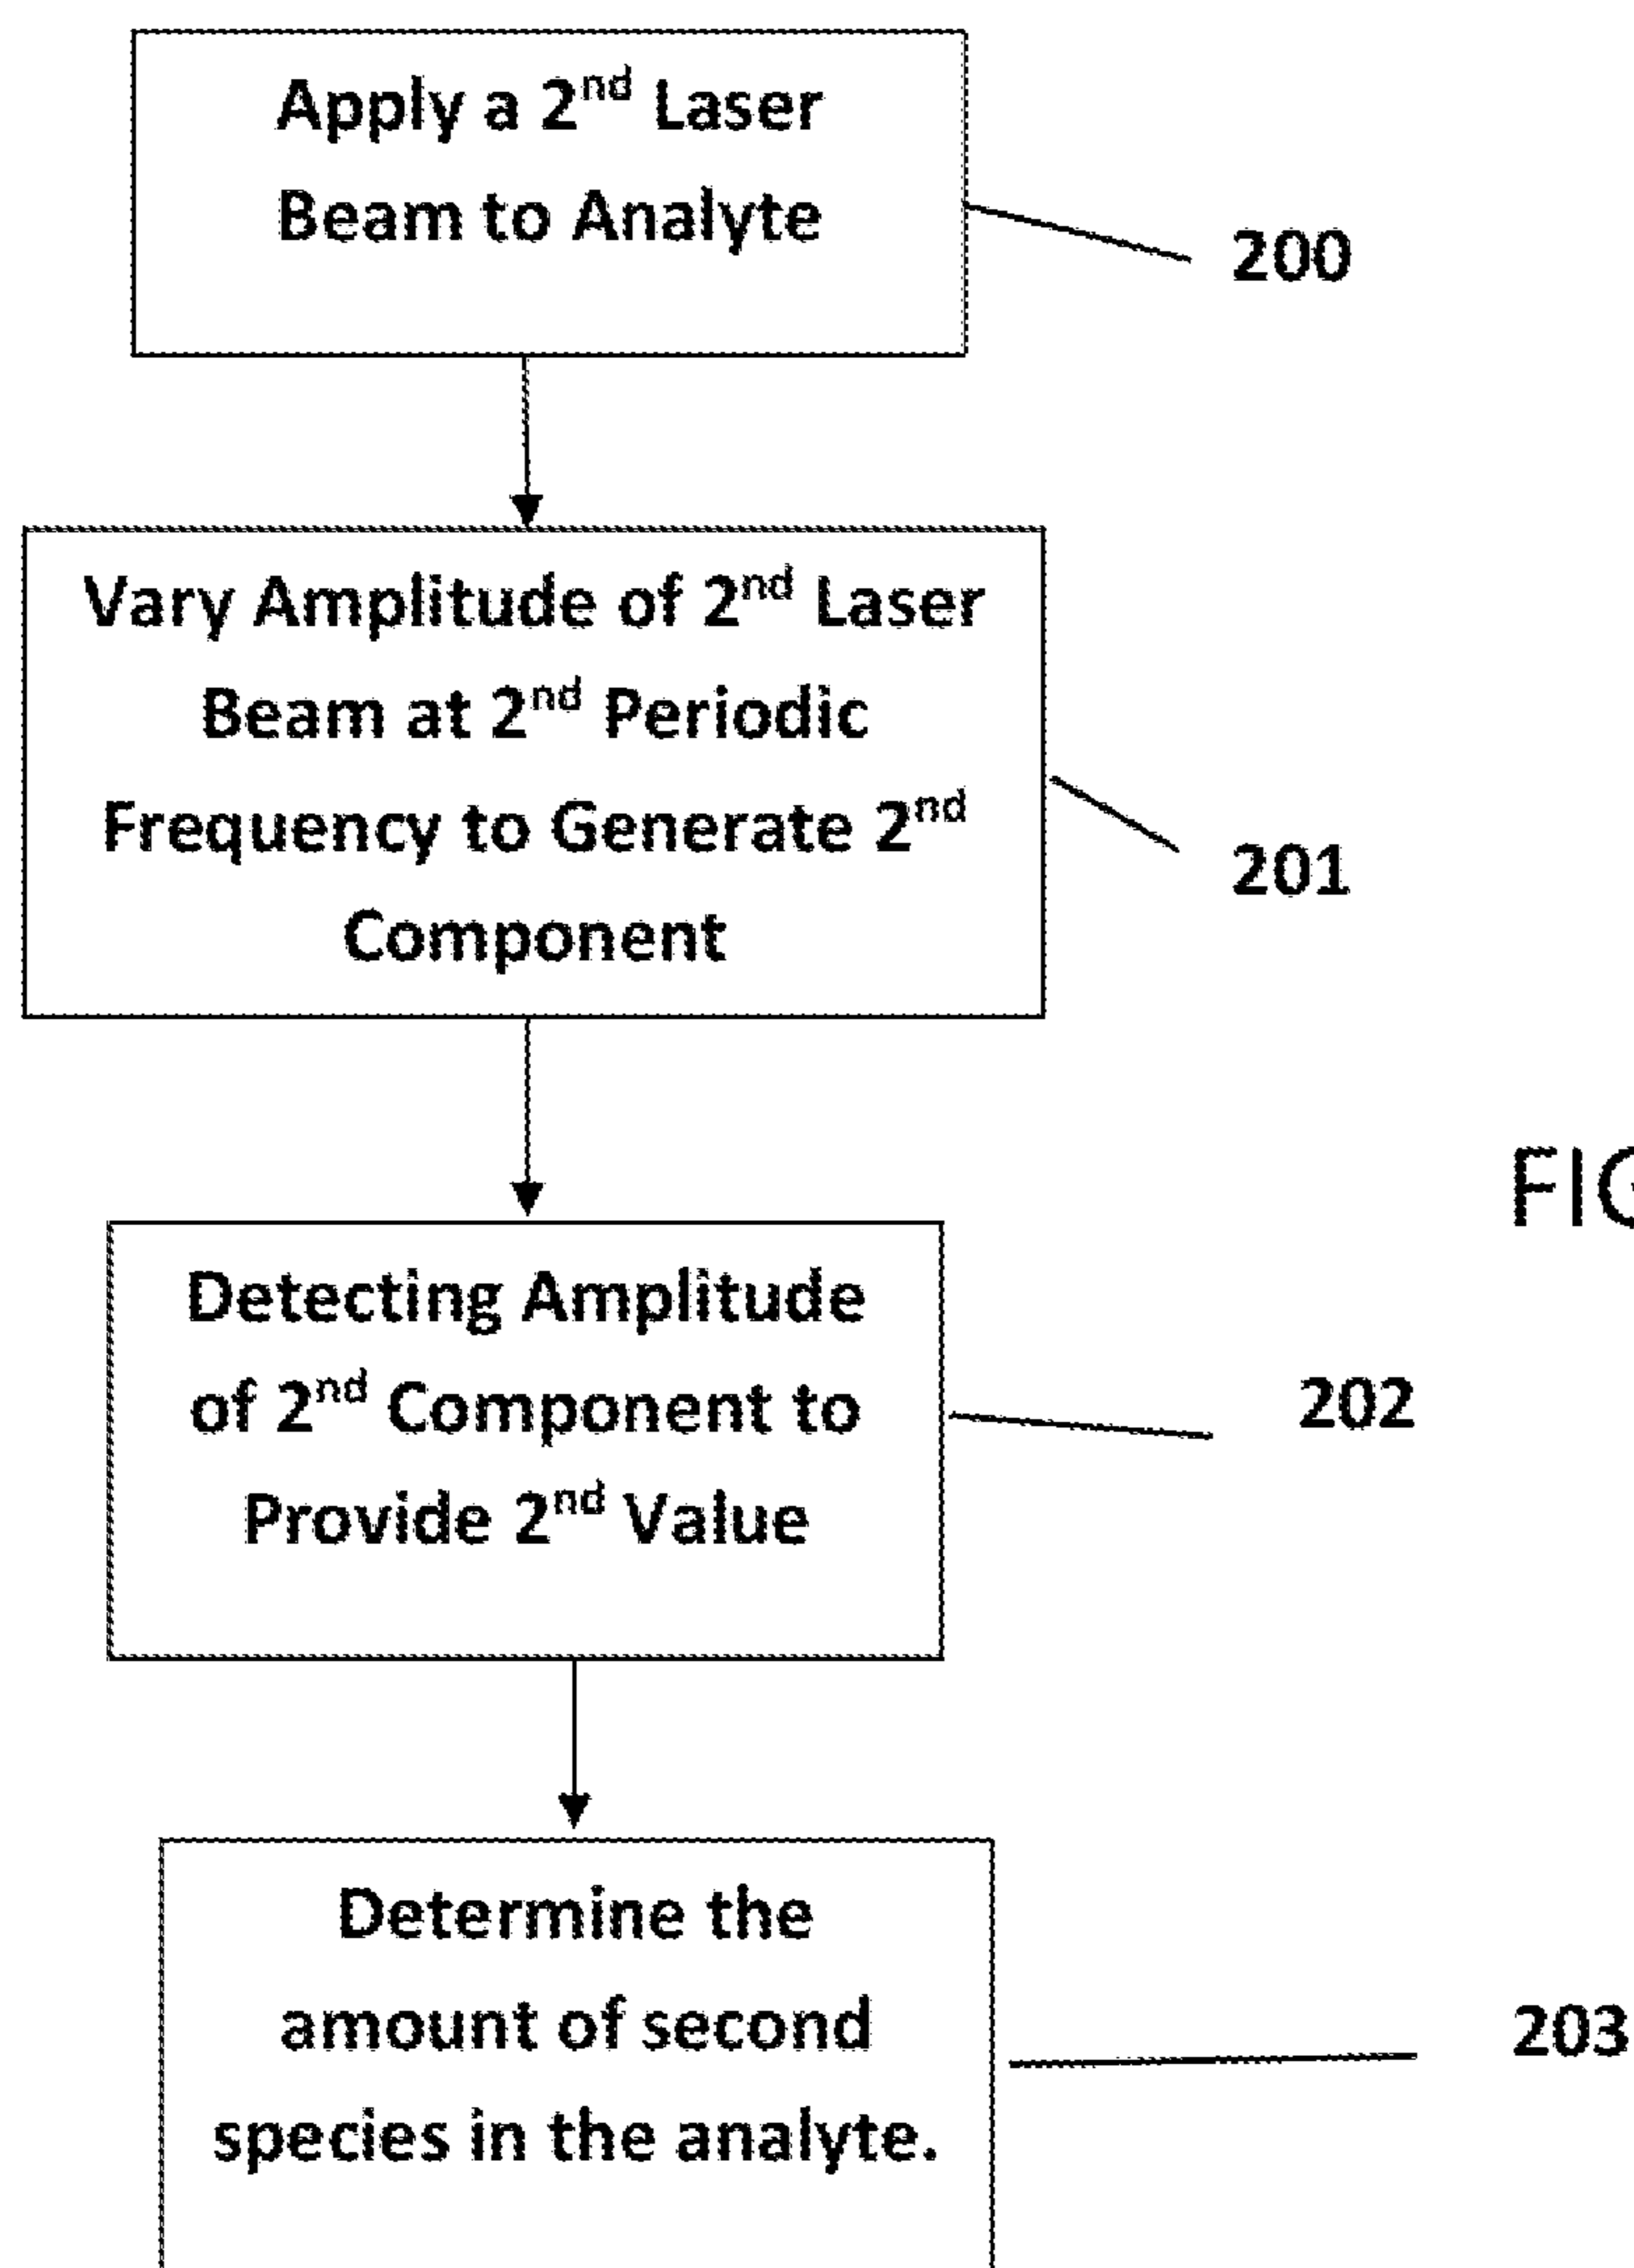 Apply a 2nd Laser
Beam to Analyte
200
Vary Amplitude of 2nd Laser
Beam at 2nd Periodic
Frequency to Generate 2nd
Component
201
Detecting Amplitude
of 2nd Component to
Provide 2nd Value
202
Determine the
amount of second
species in the analyte.
203